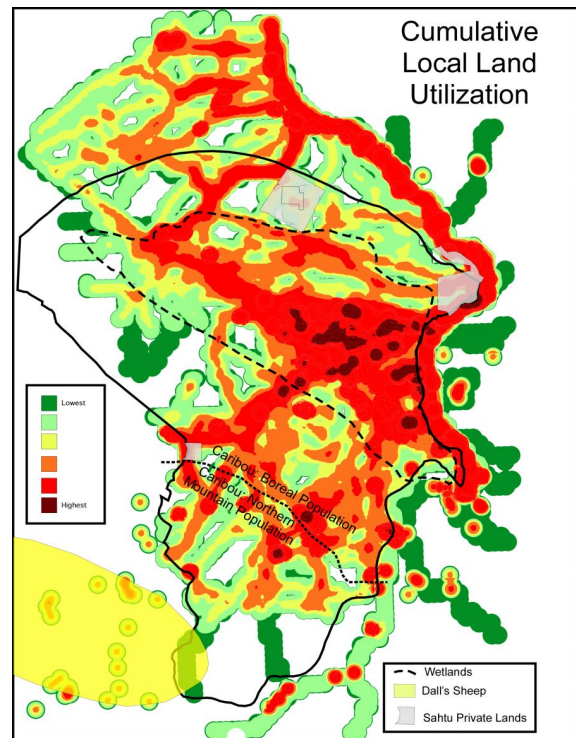 Cumulative
Local Land
Utilization
Lowest
Highest
Caribou: Boreal Population
Caribou: Northern
Mountain Population
Wetlands
Dall's Sheep
Sahtu Private Lands